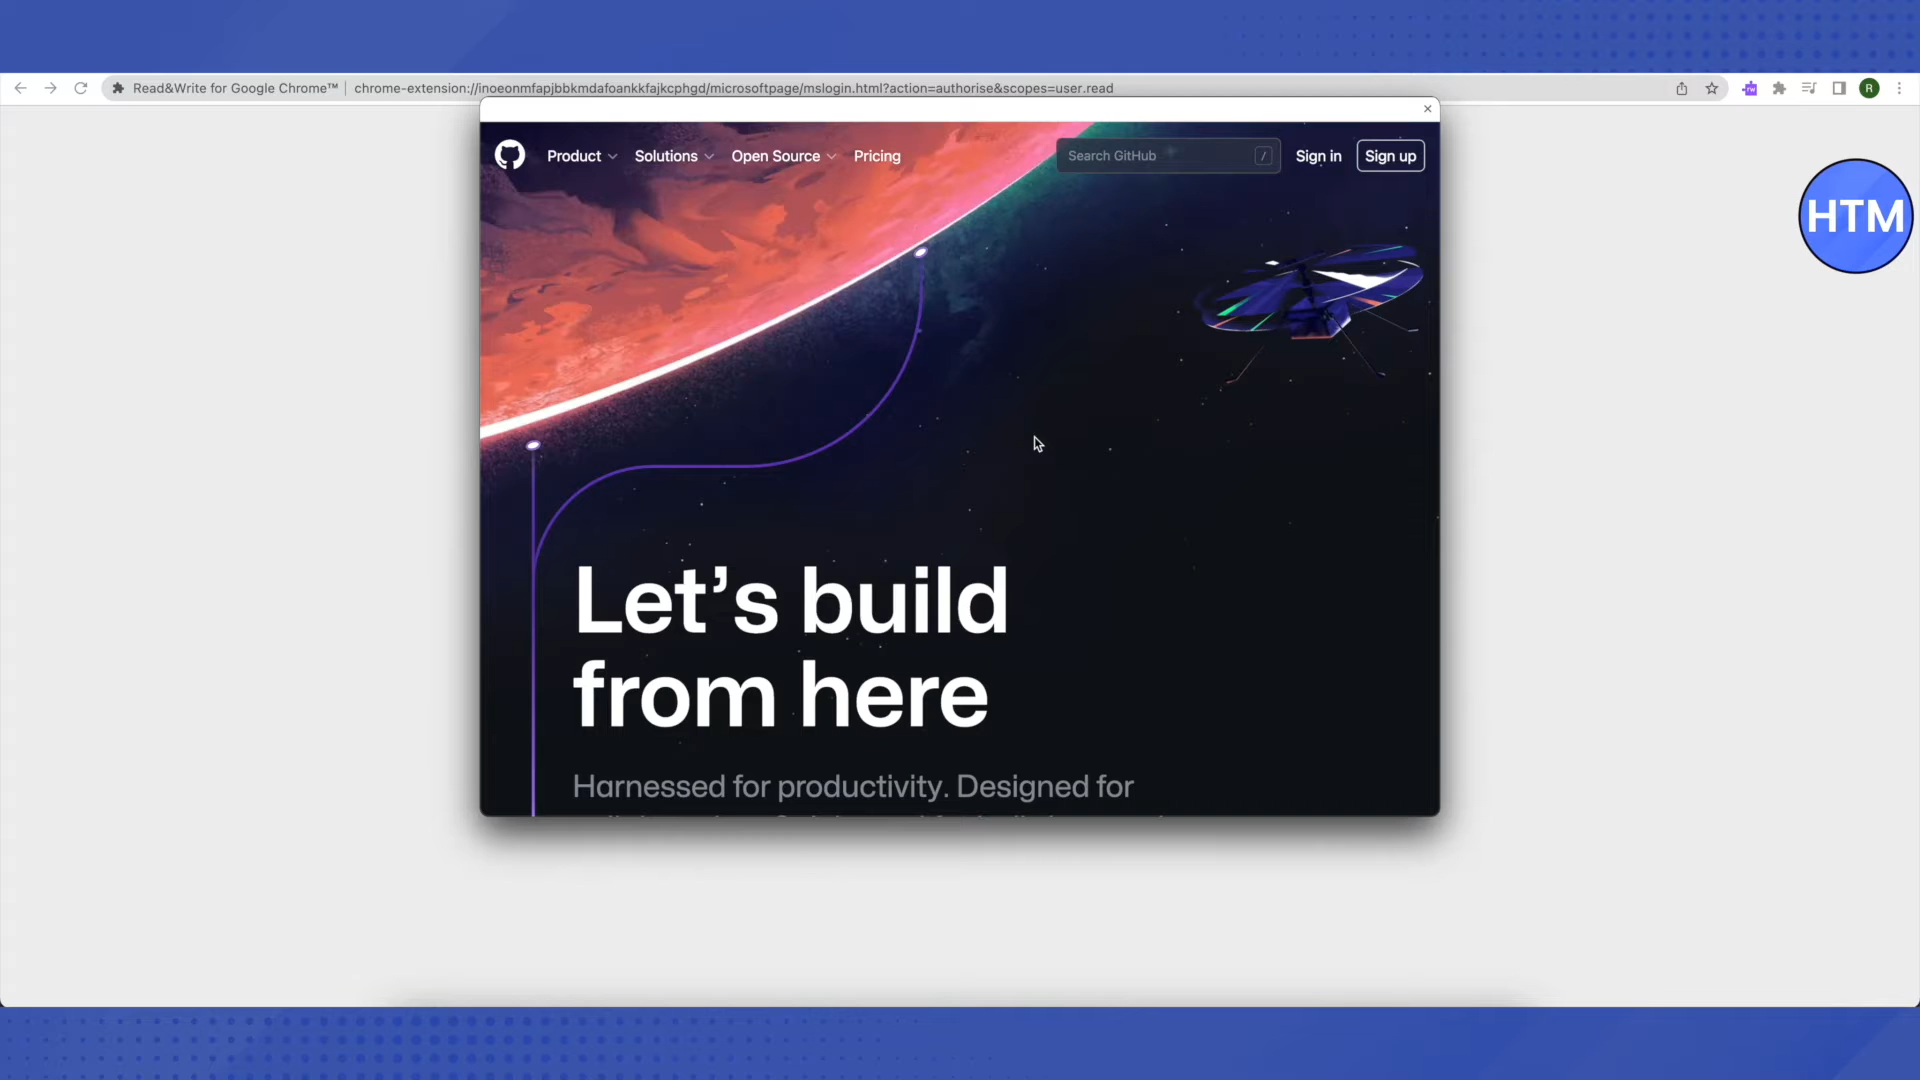 Read&Write for Google Chrome™ | chrome-extension://inoeonmfapjbbkmdafoankkfajkcphgd/microsoftpage/mslogin.html?action=authorise&scopes=user.read
rw
R
Product Solutions Open Source Pricing Search GitHub / Sign in Sign up
HTM
Let's build
from here
Harnessed for productivity. Designed for